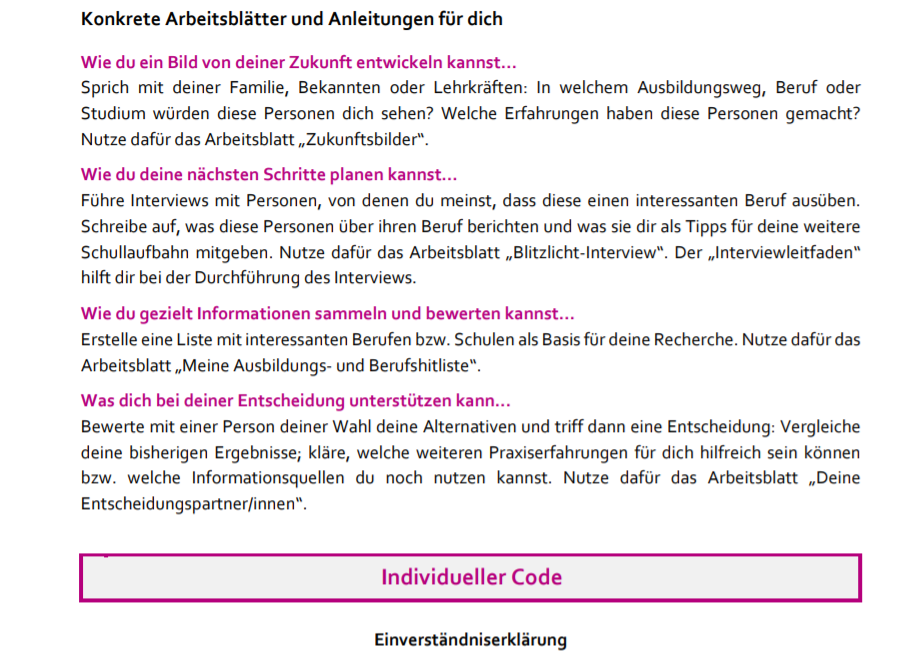 Konkrete Arbeitsblätter und Anleitungen für dich
Wie du ein Bild von deiner Zukunft entwickeln kannst...
Sprich mit deiner Familie, Bekannten oder Lehrkräften: In welchem Ausbildungsweg, Beruf oder
Studium würden diese Personen dich sehen? Welche Erfahrungen haben diese Personen gemacht?
Nutze dafür das Arbeitsblatt „Zukunftsbilder“.
Wie du deine nächsten Schritte planen kannst...
Führe Interviews mit Personen, von denen du meinst, dass diese einen interessanten Beruf ausüben.
Schreibe auf, was diese Personen über ihren Beruf berichten und was sie dir als Tipps für deine weitere
Schullaufbahn mitgeben. Nutze dafür das Arbeitsblatt „Blitzlicht-Interview“. Der „Interviewleitfaden“
hilft dir bei der Durchführung des Interviews.
Wie du gezielt Informationen sammeln und bewerten kannst...
Erstelle eine Liste mit interessanten Berufen bzw. Schulen als Basis für deine Recherche. Nutze dafür das
Arbeitsblatt „Meine Ausbildungs- und Berufshitliste“.
Was dich bei deiner Entscheidung unterstützen kann...
Bewerte mit einer Person deiner Wahl deine Alternativen und triff dann eine Entscheidung: Vergleiche
deine bisherigen Ergebnisse; kläre, welche weiteren Praxiserfahrungen für dich hilfreich sein können
bzw. welche Informationsquellen du noch nutzen kannst. Nutze dafür das Arbeitsblatt „Deine
Entscheidungspartner/innen“.
Individueller Code
Einverständniserklärung